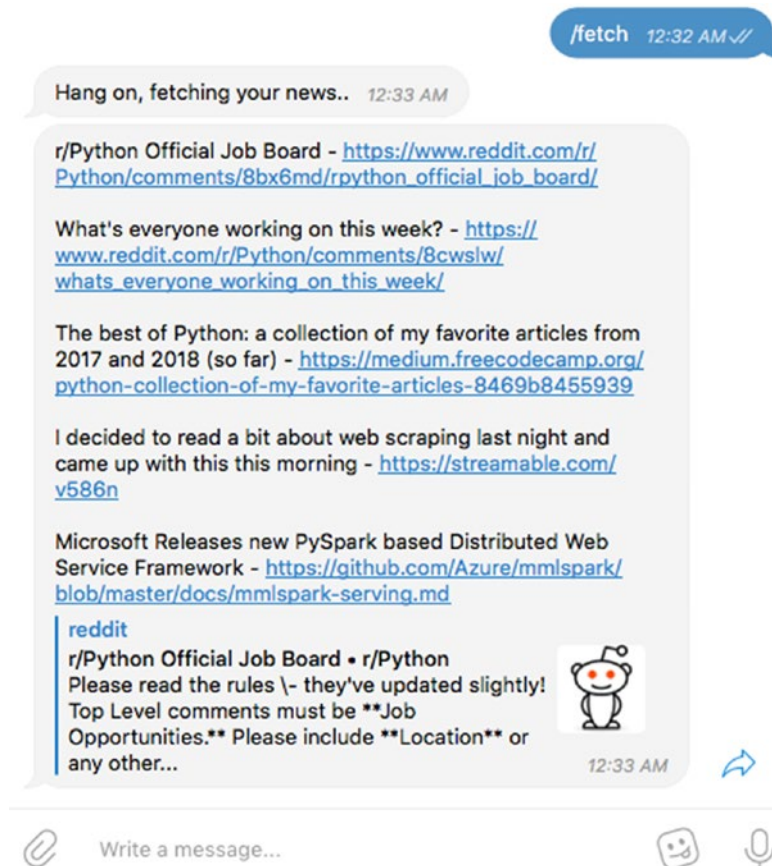 /fetch 12:32 AM
Hang on, fetching your news.. 12:33 AM
r/Python Official Job Board - https://www.reddit.com/r/
Python/comments/8bx6md/rpython_official_job_board/
What's everyone working on this week? - https://
www.reddit.com/r/Python/comments/8cwslw/
whats_everyone_working_on_this_week/
The best of Python: a collection of my favorite articles from
2017 and 2018 (so far) - https://medium.freecodecamp.org/
python-collection-of-my-favorite-articles-8469b8455939
I decided to read a bit about web scraping last night and
came up with this this morning - https://streamable.com/
v586n
Microsoft Releases new PySpark based Distributed Web
Service Framework - https://github.com/Azure/mmlspark/
blob/master/docs/mmlspark-serving.md
reddit
r/Python Official Job Board • r/Python
Please read the rules \- they've updated slightly!
Top Level comments must be **Job
Opportunities.** Please include **Location** or
any other...
12:33 AM
Write a message...